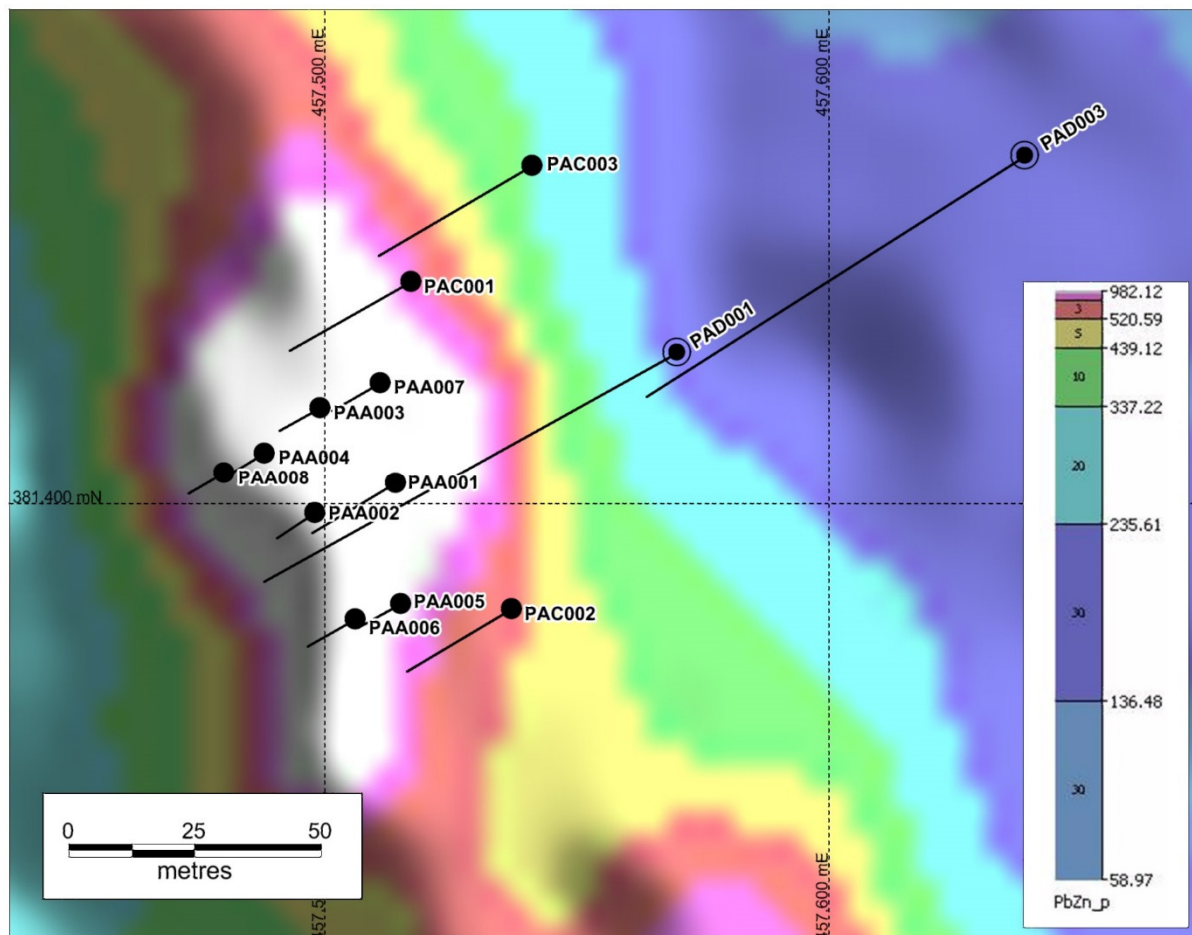 457,500 mE
457,600 mE
PAD003
PAC003
PAC001
PAD001
PAA007
PAA003
PAA004
PAA008
PAA001
381,400 mN
PAA002
PAA005
PAA006
PAC002
982.12
3
520.59
5
439.12
10
337.22
20
235.61
30
136.48
30
58.97
PbZn_p
0 25 50
metres
457,5
457,600 mE